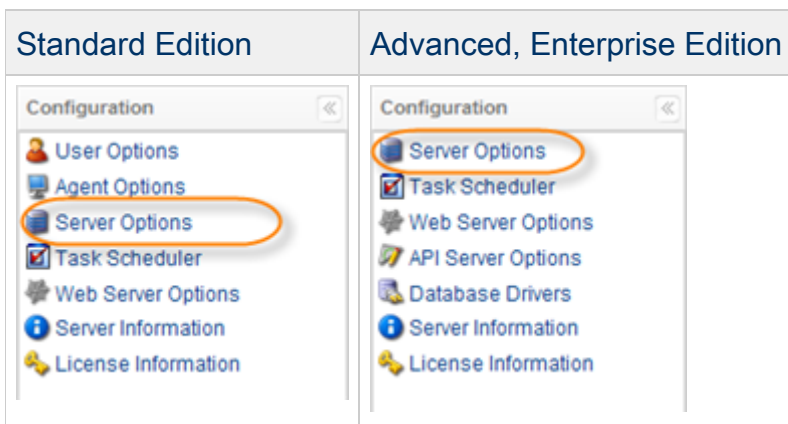 Standard Edition
Advanced, Enterprise Edition
Configuration
User Options
Agent Options
Server Options
Task Scheduler
Web Server Options
Server Information
License Information
Configuration
Server Options
Task Scheduler
Web Server Options
API Server Options
Database Drivers
Server Information
License Information